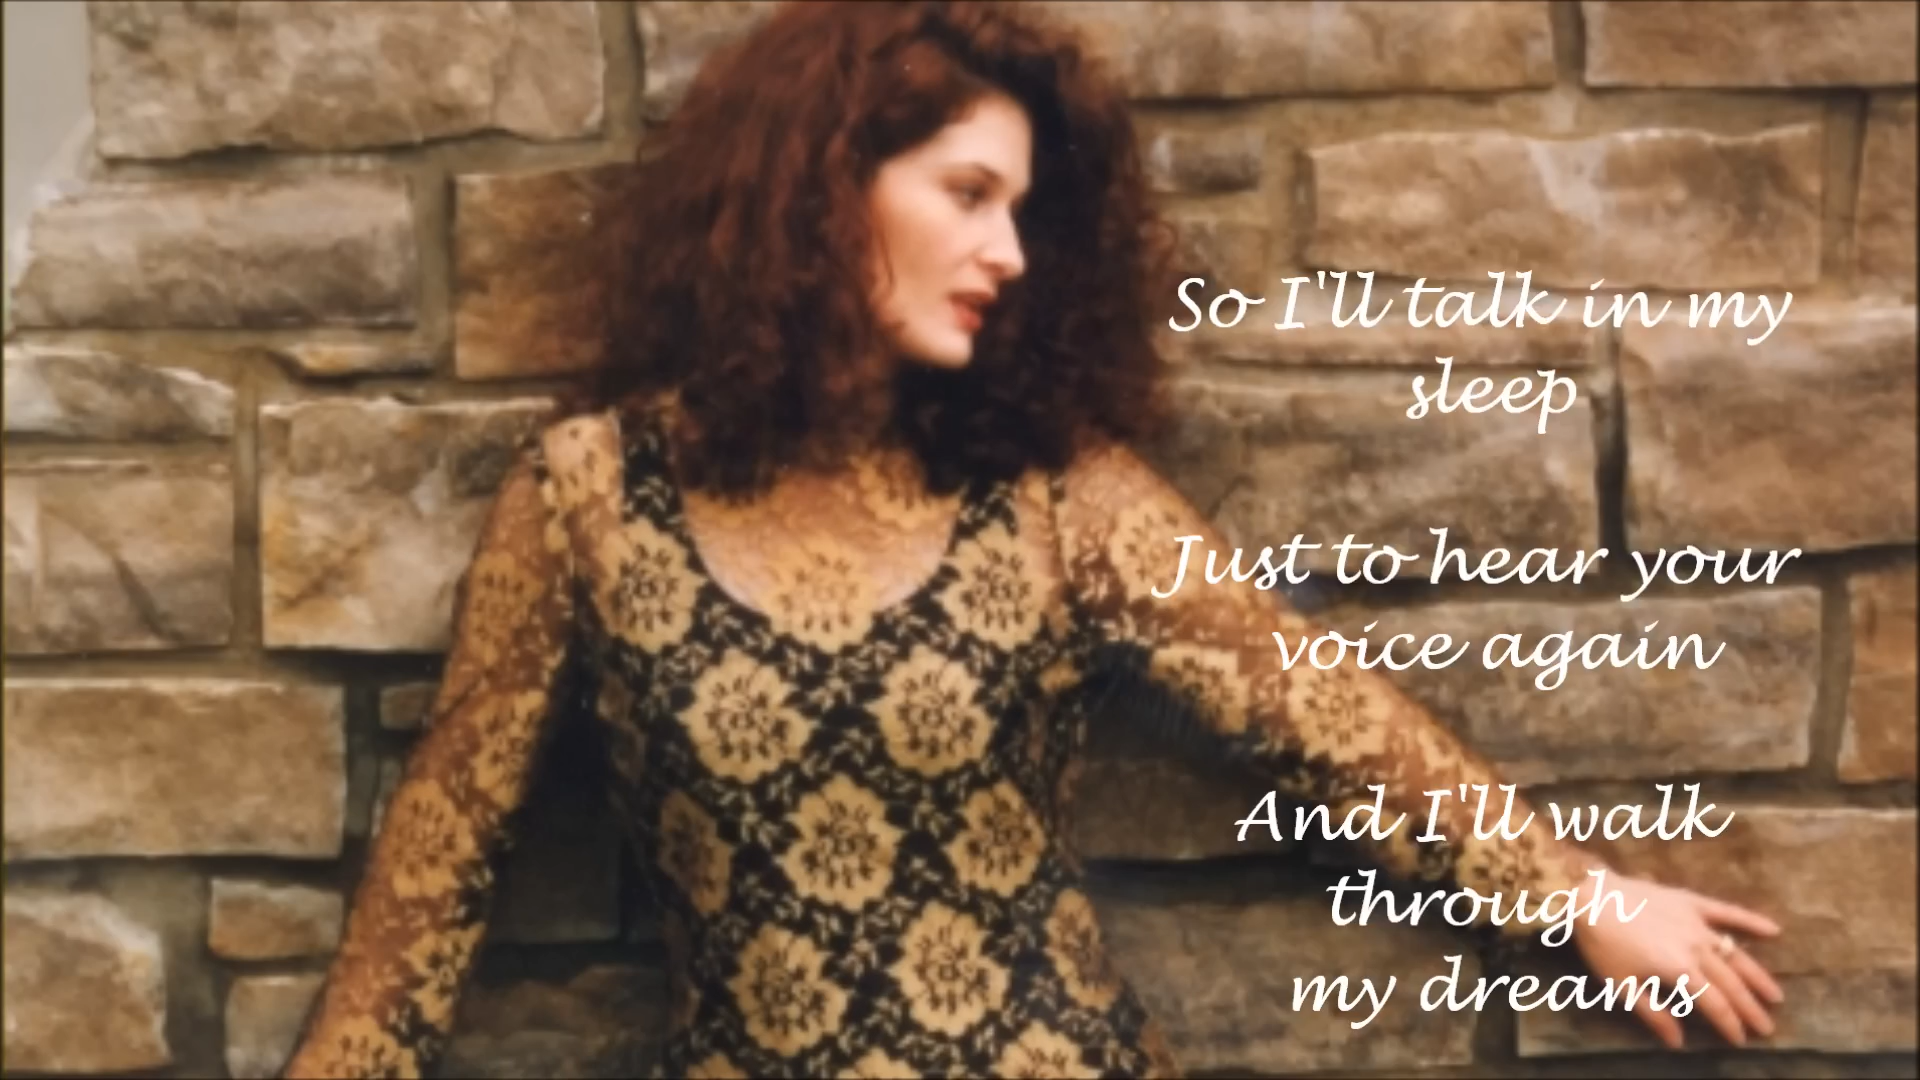 So I'll talk in my
sleep
Just to hear your
voice again
And I'll walk
through
my dreams